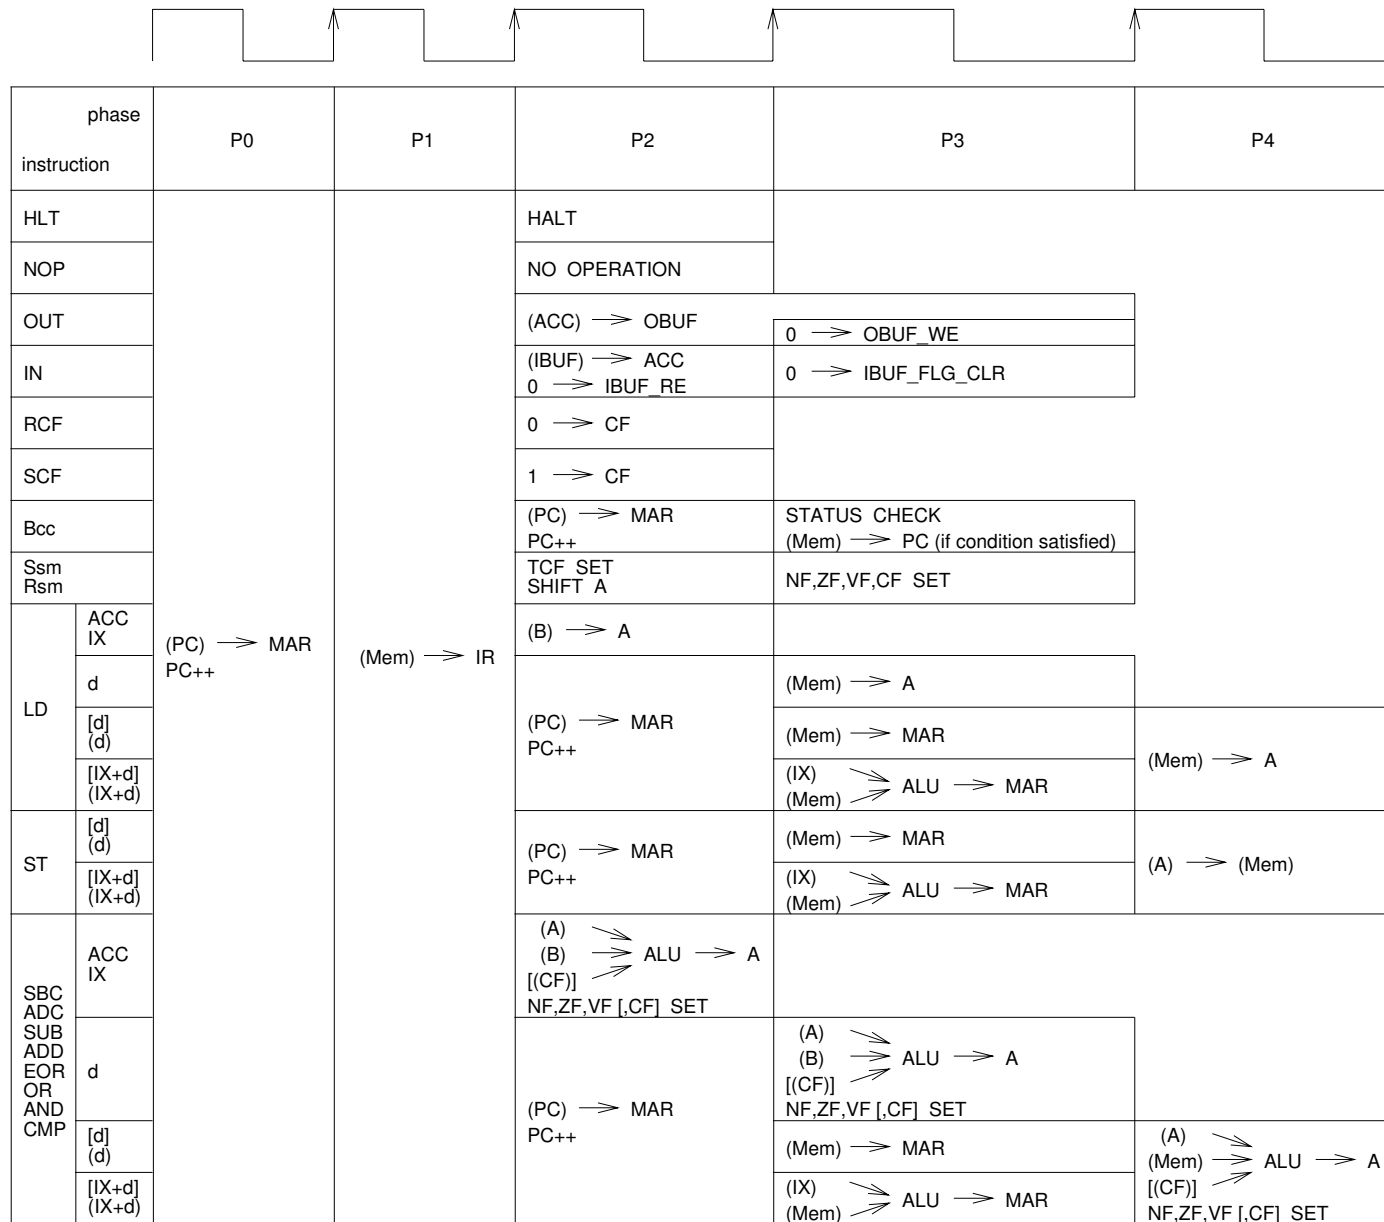 phase
instruction
P0
P1
P2
P3
P4
HLT
HALT
NOP
NO OPERATION
OUT
(ACC) → OBUF
0 → OBUF_WE
IN
(IBUF) → ACC
0 → IBUF_RE
0 → IBUF_FLG_CLR
RCF
0 → CF
SCF
1 → CF
Bcc
(PC) → MAR
PC++
STATUS CHECK
(Mem) → PC (if condition satisfied)
Ssm
Rsm
TCF SET
SHIFT A
NF,ZF,VF,CF SET
(PC) → MAR
PC++
(Mem) → IR
LD
ACC
IX
(B) → A
d
(PC) → MAR
PC++
(Mem) → A
[d]
(d)
(Mem) → MAR
(Mem) → A
[IX+d]
(IX+d)
(IX)
(Mem)
ALU → MAR
ST
[d]
(d)
(PC) → MAR
PC++
(Mem) → MAR
(A) → (Mem)
[IX+d]
(IX+d)
(IX)
(Mem)
ALU → MAR
SBC
ADC
SUB
ADD
EOR
OR
AND
CMP
ACC
IX
(A)
(B)
[(CF)]
ALU → A
NF,ZF,VF [,CF] SET
d
(PC) → MAR
PC++
(A)
(B)
[(CF)]
ALU → A
NF,ZF,VF [,CF] SET
[d]
(d)
(Mem) → MAR
(A)
(Mem)
[(CF)]
ALU → A
NF,ZF,VF [,CF] SET
[IX+d]
(IX+d)
(IX)
(Mem)
ALU → MAR